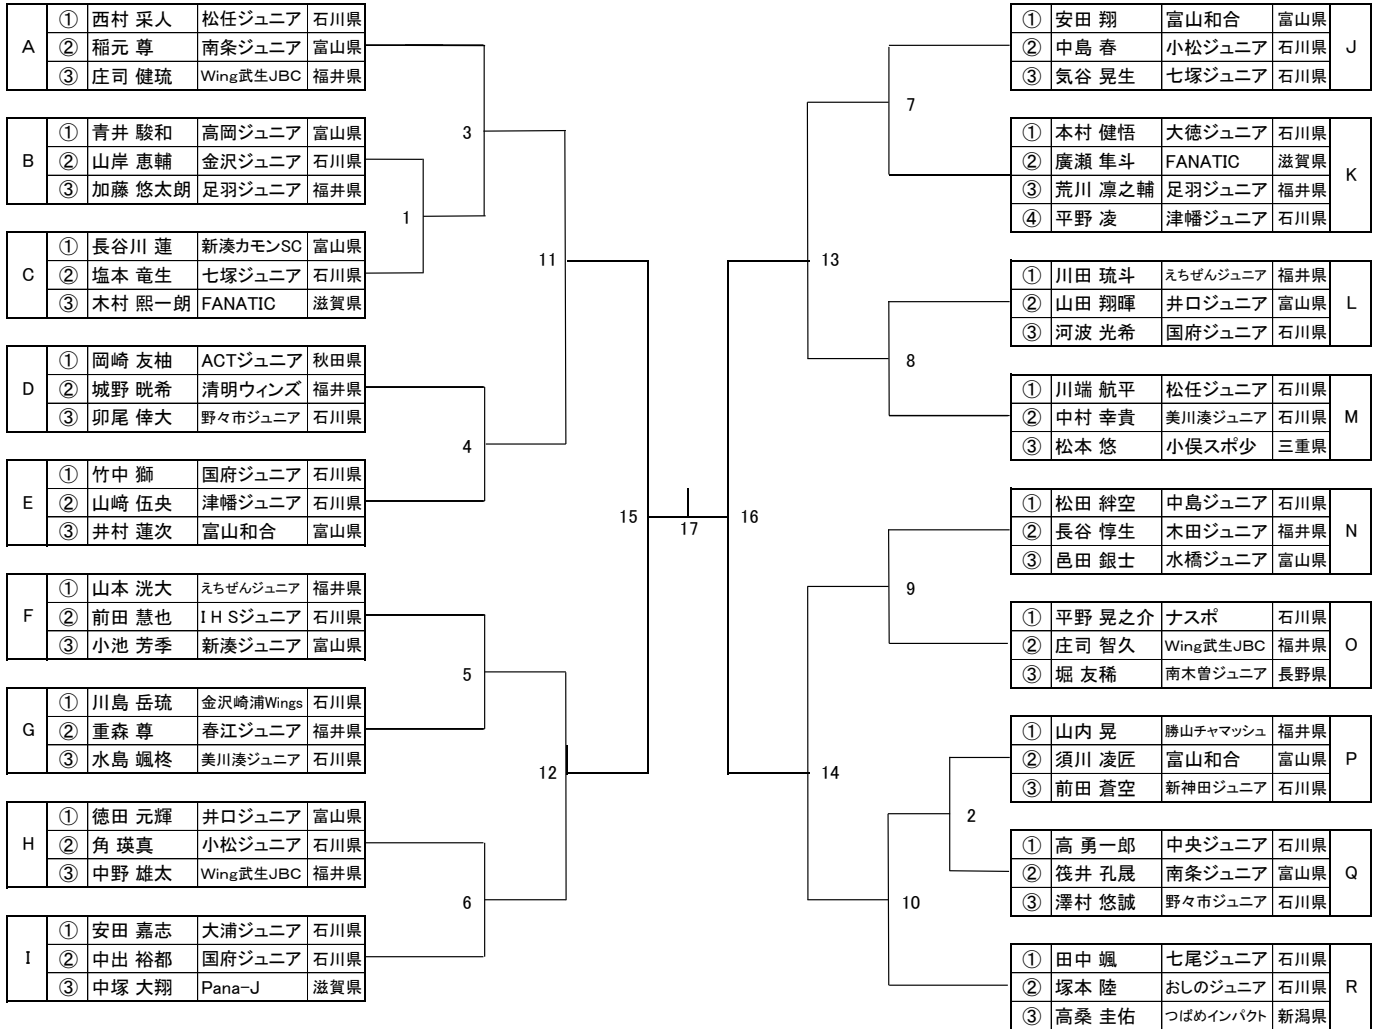 A
① 西村 采人 松任ジュニア 石川県
② 稲元 尊 南条ジュニア 富山県
③ 庄司 健琉 Wing武生JBC 福井県
B
① 青井 駿和 高岡ジュニア 富山県
② 山岸 恵輔 金沢ジュニア 石川県
③ 加藤 悠太朗 足羽ジュニア 福井県
C
① 長谷川 蓮 新湊カモンSC 富山県
② 塩本 竜生 七塚ジュニア 石川県
③ 木村 熙一朗 FANATIC 滋賀県
D
① 岡崎 友柚 ACTジュニア 秋田県
② 城野 晄希 清明ウィンズ 福井県
③ 卯尾 倖大 野々市ジュニア 石川県
E
① 竹中 獅 国府ジュニア 石川県
② 山﨑 伍央 津幡ジュニア 石川県
③ 井村 蓮次 富山和合 富山県
F
① 山本 洸大 えちぜんジュニア 福井県
② 前田 慧也 IHSジュニア 石川県
③ 小池 芳季 新湊ジュニア 富山県
G
① 川島 岳琉 金沢崎浦Wings 石川県
② 重森 尊 春江ジュニア 福井県
③ 水島 颯柊 美川湊ジュニア 石川県
H
① 徳田 元輝 井口ジュニア 富山県
② 角 瑛真 小松ジュニア 石川県
③ 中野 雄太 Wing武生JBC 福井県
I
① 安田 嘉志 大浦ジュニア 石川県
② 中出 裕都 国府ジュニア 石川県
③ 中塚 大翔 Pana-J 滋賀県
3
1
11
4
15
5
12
6
17
7
13
8
16
9
14
2
10
① 安田 翔 富山和合 富山県
② 中島 春 小松ジュニア 石川県
③ 気谷 晃生 七塚ジュニア 石川県
J
① 本村 健悟 大徳ジュニア 石川県
② 廣瀬 隼斗 FANATIC 滋賀県
③ 荒川 凛之輔 足羽ジュニア 福井県
④ 平野 凌 津幡ジュニア 石川県
K
① 川田 琉斗 えちぜんジュニア 福井県
② 山田 翔暉 井口ジュニア 富山県
③ 河波 光希 国府ジュニア 石川県
L
① 川端 航平 松任ジュニア 石川県
② 中村 幸貴 美川湊ジュニア 石川県
③ 松本 悠 小俣スポ少 三重県
M
① 松田 絆空 中島ジュニア 石川県
② 長谷 惇生 木田ジュニア 福井県
③ 邑田 銀士 水橋ジュニア 富山県
N
① 平野 晃之介 ナスポ 石川県
② 庄司 智久 Wing武生JBC 福井県
③ 堀 友稀 南木曽ジュニア 長野県
O
① 山内 晃 勝山チャマッシュ 福井県
② 須川 凌匠 富山和合 富山県
③ 前田 蒼空 新神田ジュニア 石川県
P
① 高 勇一郎 中央ジュニア 石川県
② 筏井 孔晟 南条ジュニア 富山県
③ 澤村 悠誠 野々市ジュニア 石川県
Q
① 田中 颯 七尾ジュニア 石川県
② 塚本 陸 おしのジュニア 石川県
③ 高桑 圭佑 つばめインパクト 新潟県
R